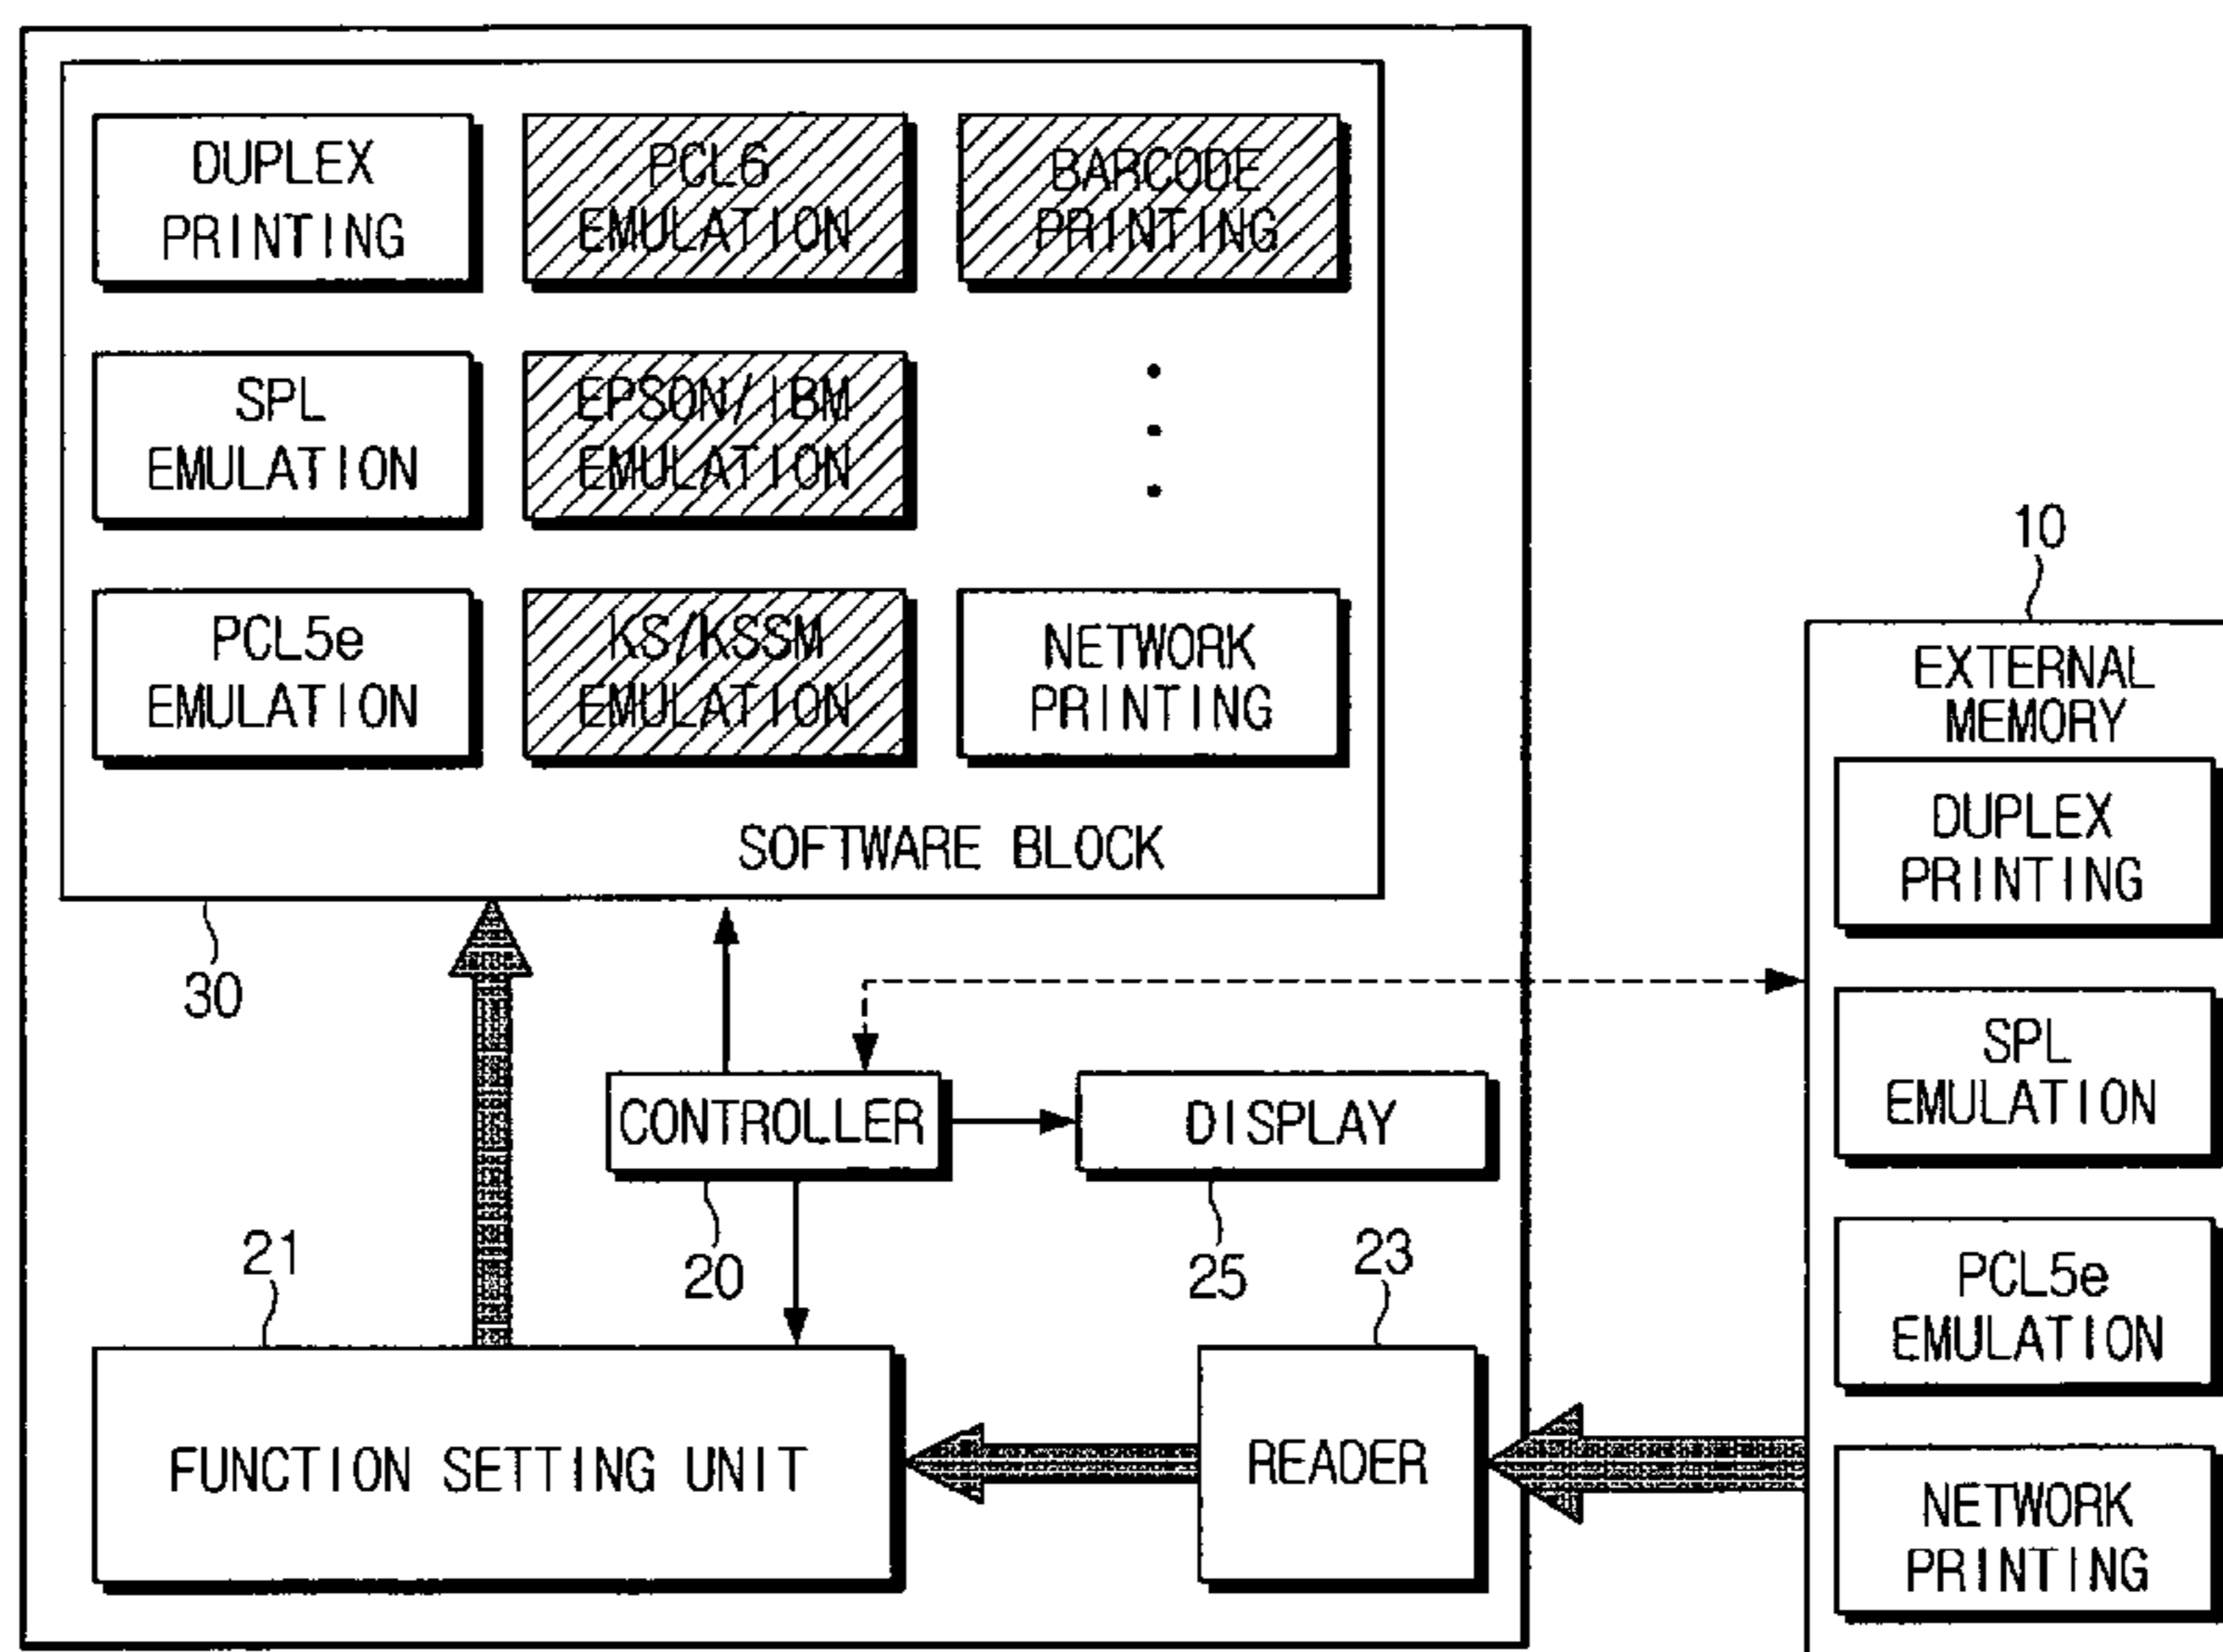 DUPLEX
PRINTING
PCL6
EMULATION
BARCODE
PRINTING
SPL
EMULATION
EPSON/IBM
EMULATION
PCL5e
EMULATION
KS/KSSM
EMULATION
NETWORK
PRINTING
SOFTWARE BLOCK
30
10
EXTERNAL
MEMORY
DUPLEX
PRINTING
SPL
EMULATION
PCL5e
EMULATION
NETWORK
PRINTING
CONTROLLER
20
DISPLAY
25
21
FUNCTION SETTING UNIT
23
READER